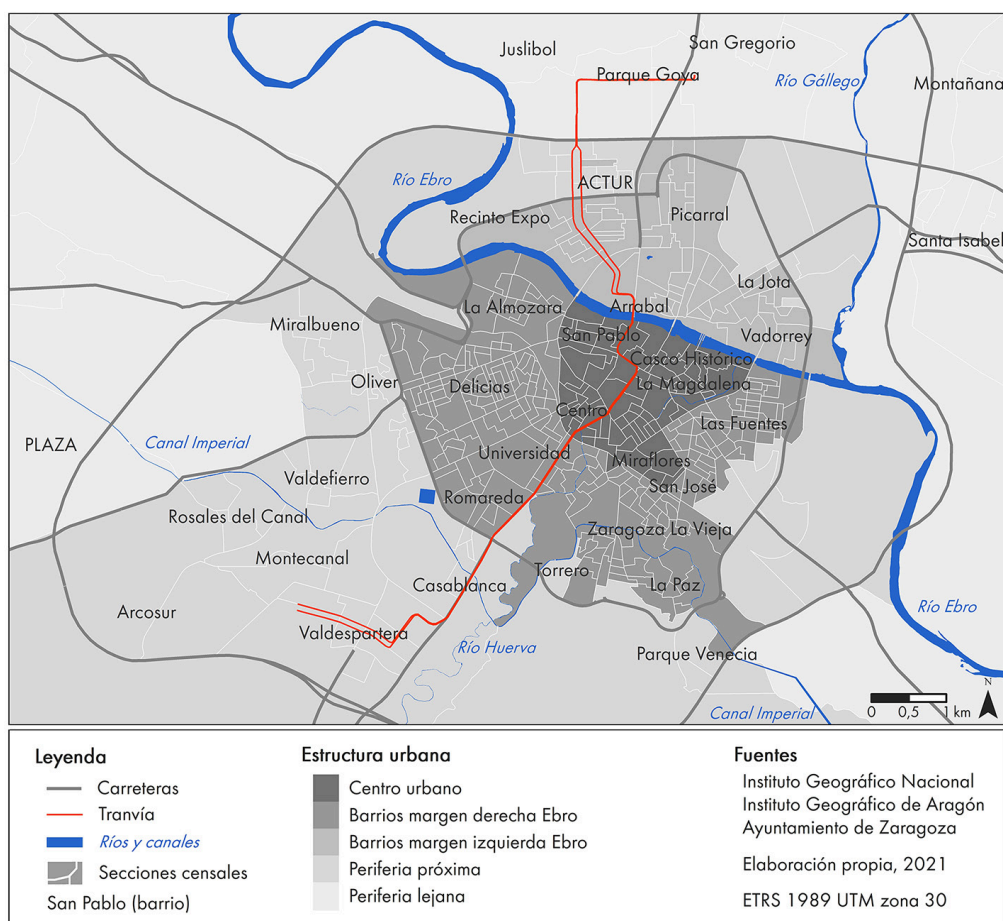 Juslibol
San Gregorio
Parque Goya
Río Gállego
Montañana
Río Ebro
ACTUR
Recinto Expo
Picarral
Santa Isabel
La Jota
La Almozara
Arrabal
Miralbueno
San Pablo
Vadorrey
Casco Histórico
Oliver
Delicias
La Magdalena
Centro
Las Fuentes
PLAZA
Canal Imperial
Universidad
Miraflores
Valdefierro
San José
Romareda
Rosales del Canal
Zaragoza La Vieja
Montecanal
Casablanca
Torrero
La Paz
Arcosur
Río Ebro
Valdespartera
Río Huerva
Parque Venecia
N
0 0,5 1 km
Canal Imperial
Leyenda
Carreteras
Tranvía
Ríos y canales
Secciones censales
San Pablo (barrio)
Estructura urbana
Centro urbano
Barrios margen derecha Ebro
Barrios margen izquierda Ebro
Periferia próxima
Periferia lejana
Fuentes
Instituto Geográfico Nacional
Instituto Geográfico de Aragón
Ayuntamiento de Zaragoza
Elaboración propia, 2021
ETRS 1989 UTM zona 30